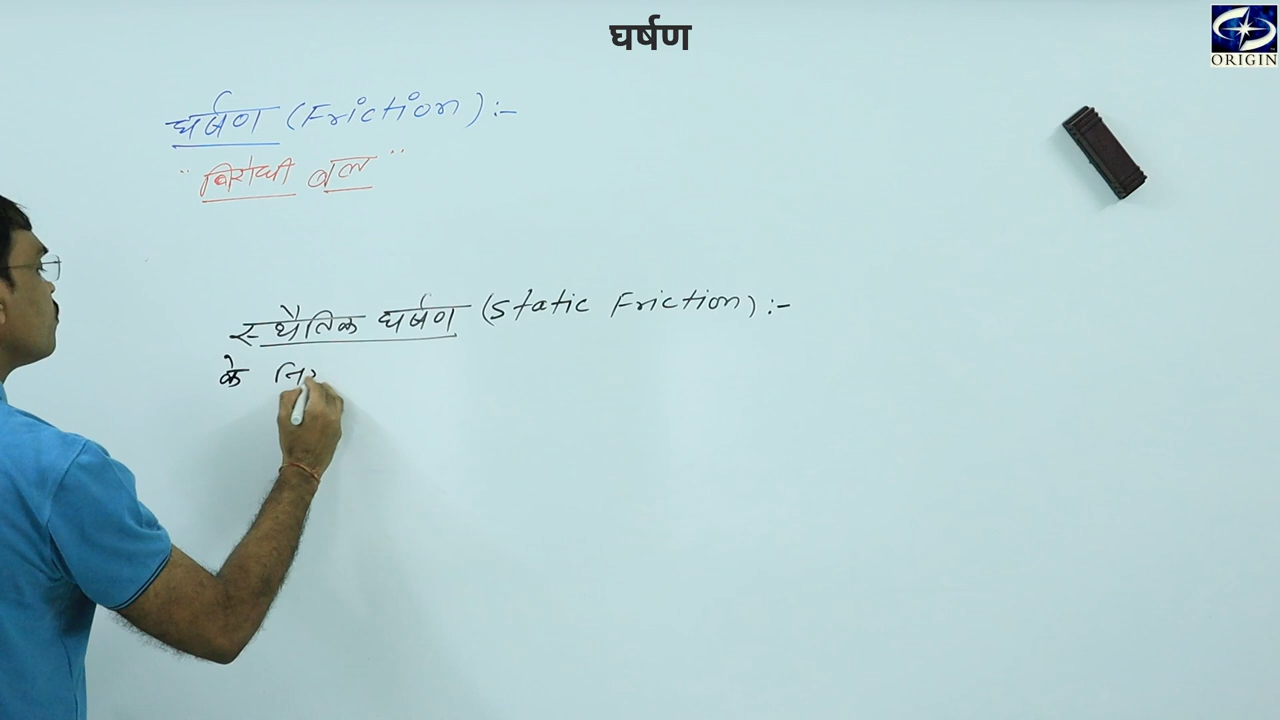 घर्षण
ORIGIN
घर्षण (Friction) :-
"विरोधी बल"
स्थैतिक घर्षण (Static Friction) :-
के